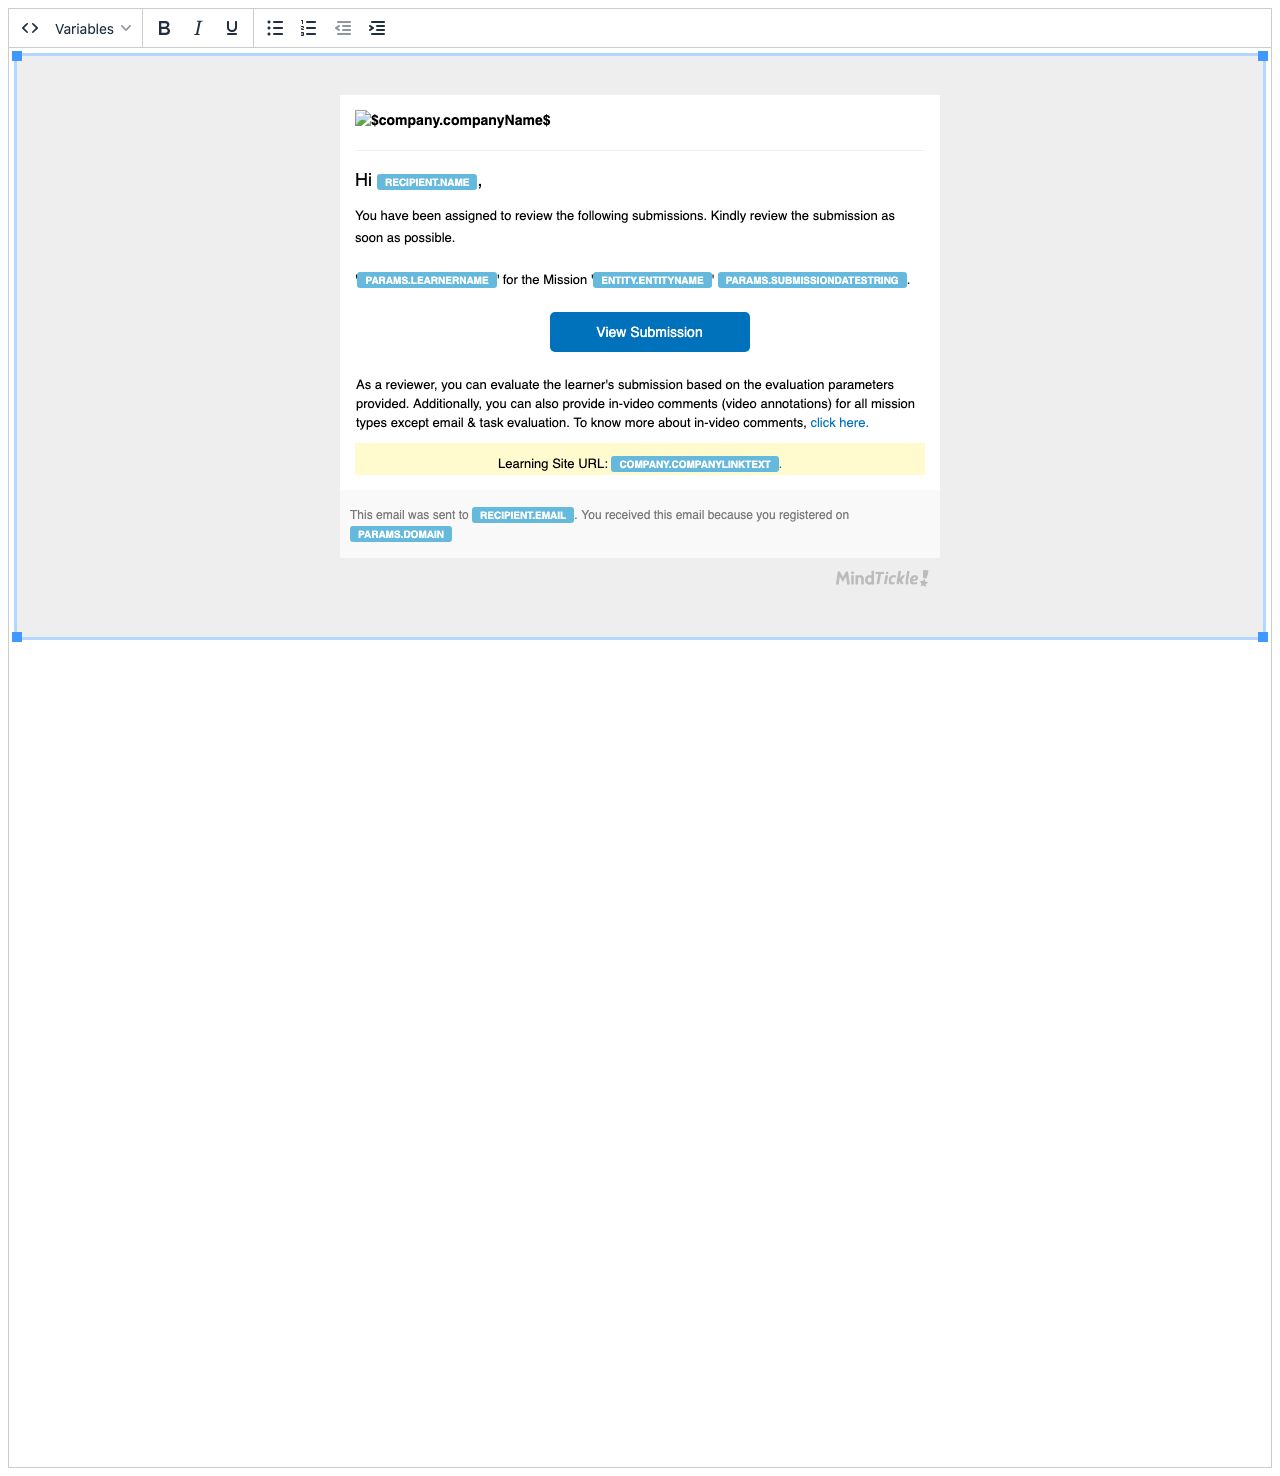 Variables
$company.companyName$
Hi RECIPIENT.NAME,
You have been assigned to review the following submissions. Kindly review the submission as
soon as possible.
'PARAMS.LEARNERNAME' for the Mission 'ENTITY.ENTITYNAME' PARAMS.SUBMISSIONDATESTRING.
View Submission
As a reviewer, you can evaluate the learner's submission based on the evaluation parameters
provided. Additionally, you can also provide in-video comments (video annotations) for all mission
types except email & task evaluation. To know more about in-video comments, click here.
Learning Site URL: COMPANY.COMPANYLINKTEXT.
This email was sent to RECIPIENT.EMAIL. You received this email because you registered on
PARAMS.DOMAIN
MindTickle!